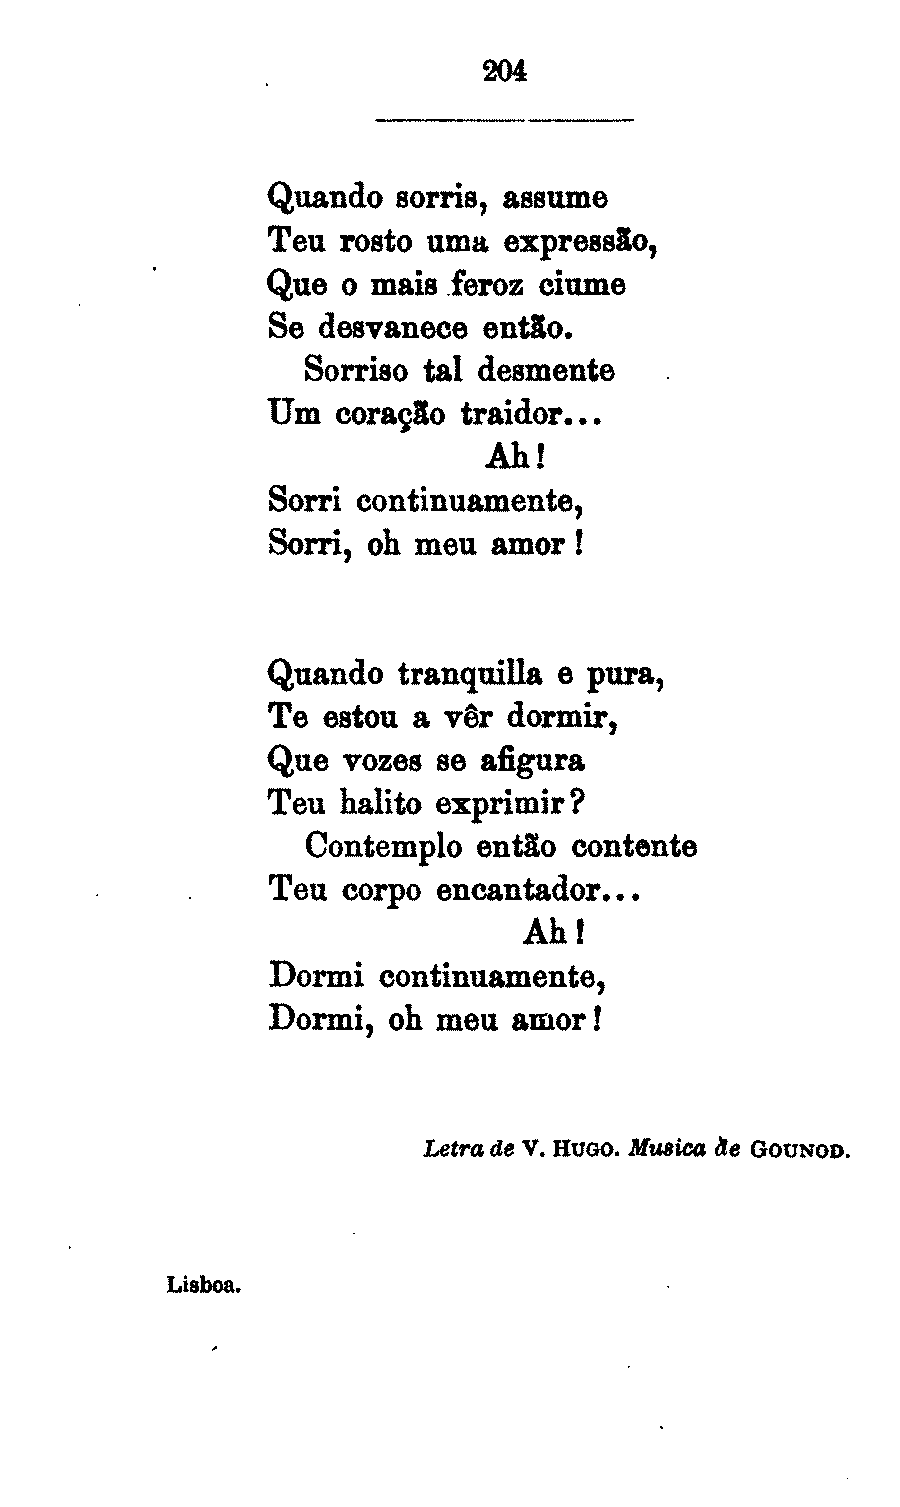 204
Quando sorris, assume
Teu rosto uma expressão,
Que o mais feroz ciume
Se desvanece então.
Sorriso tal desmente
Um coração traidor...
Ah!
Sorri continuamente,
Sorri, oh meu amor!
Quando tranquilla e pura,
Te estou a vêr dormir,
Que vozes se afigura
Teu halito exprimir?
Contemplo então contente
Teu corpo encantador...
Ah!
Dormi continuamente,
Dormi, oh meu amor!
Letra de V. HUGO. Musica de GOUNOD.
Lisboa.